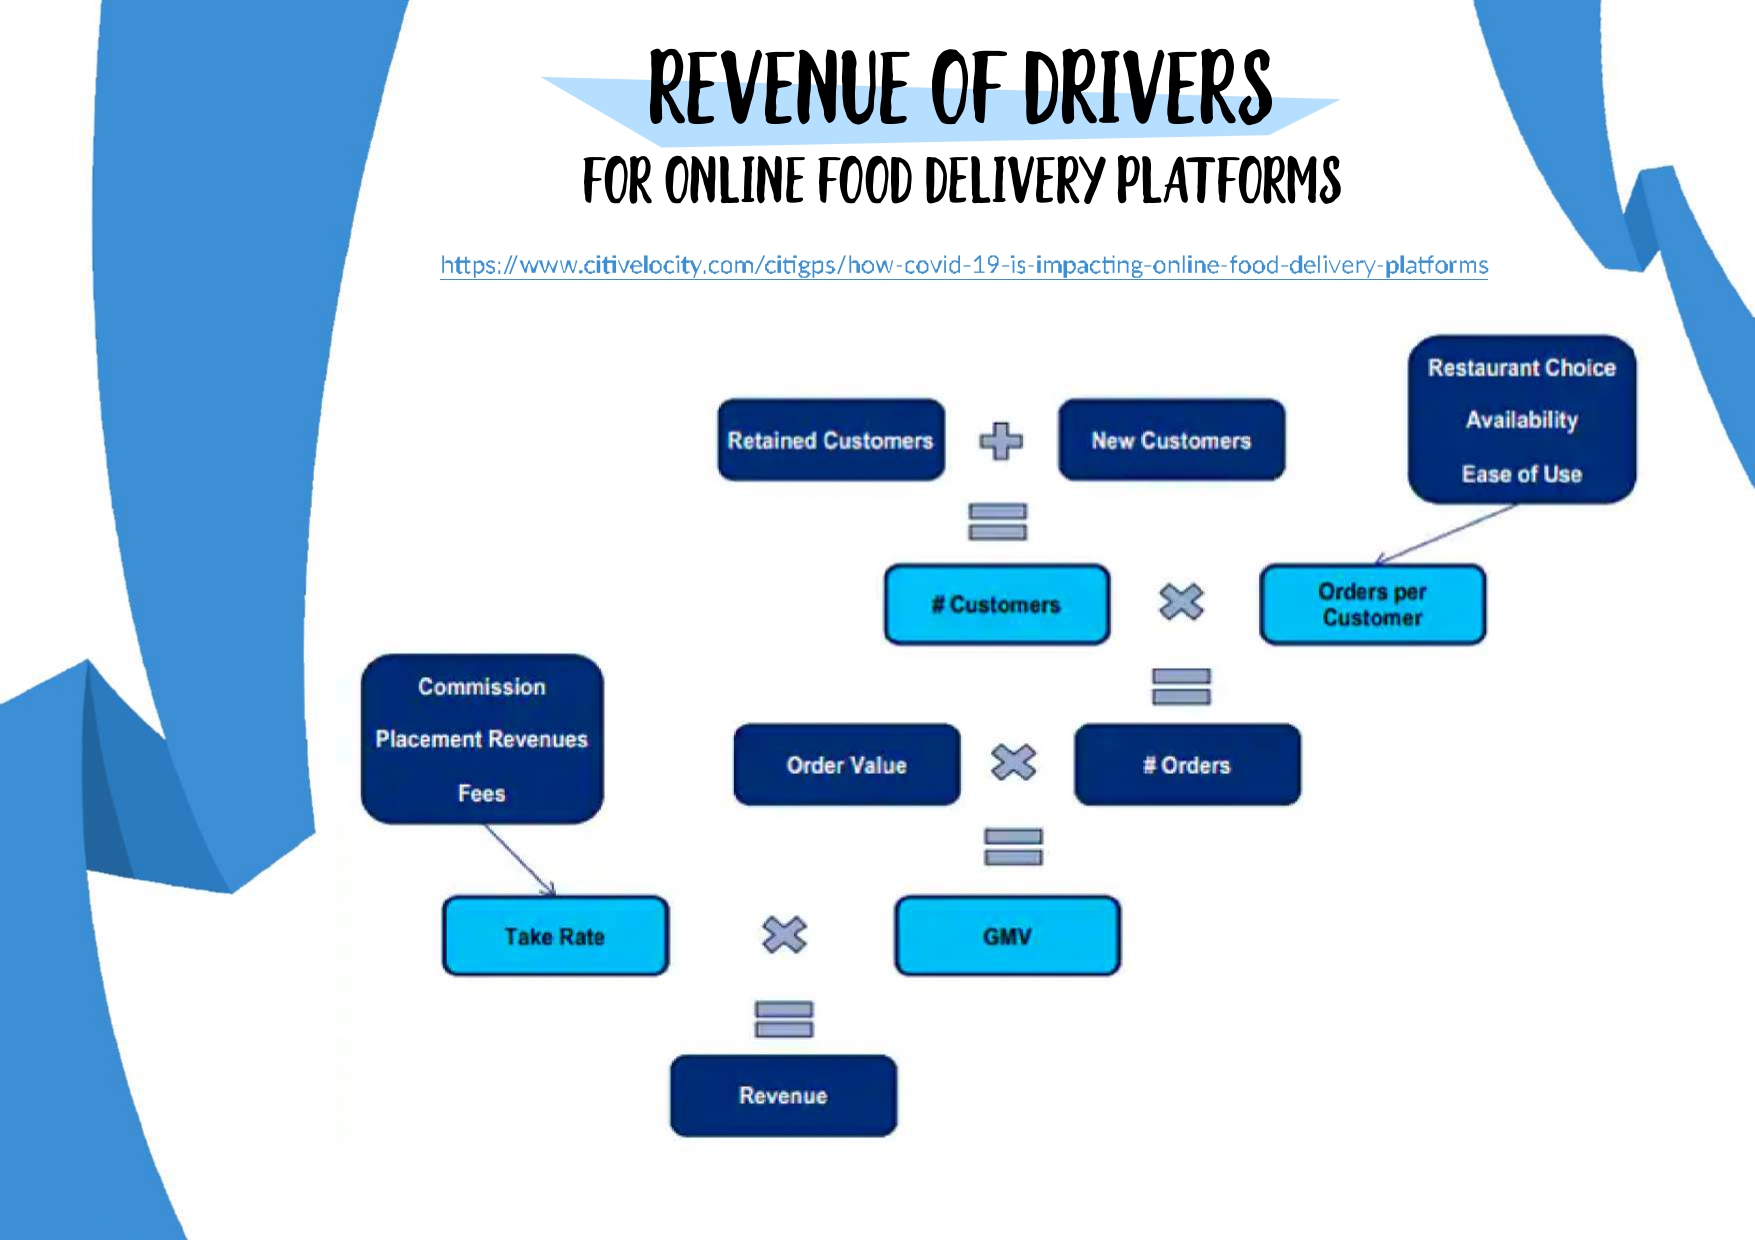 REVENUE OF DRIVERS
FOR ONLINE FOOD DELIVERY PLATFORMS
https://www.citivelocity.com/citigps/how-covid-19-is-impacting-online-food-delivery-platforms
Restaurant Choice
Availability
Ease of Use
Retained Customers
New Customers
# Customers
Orders per
Customer
Commission
Placement Revenues
Fees
Order Value
# Orders
Take Rate
GMV
Revenue